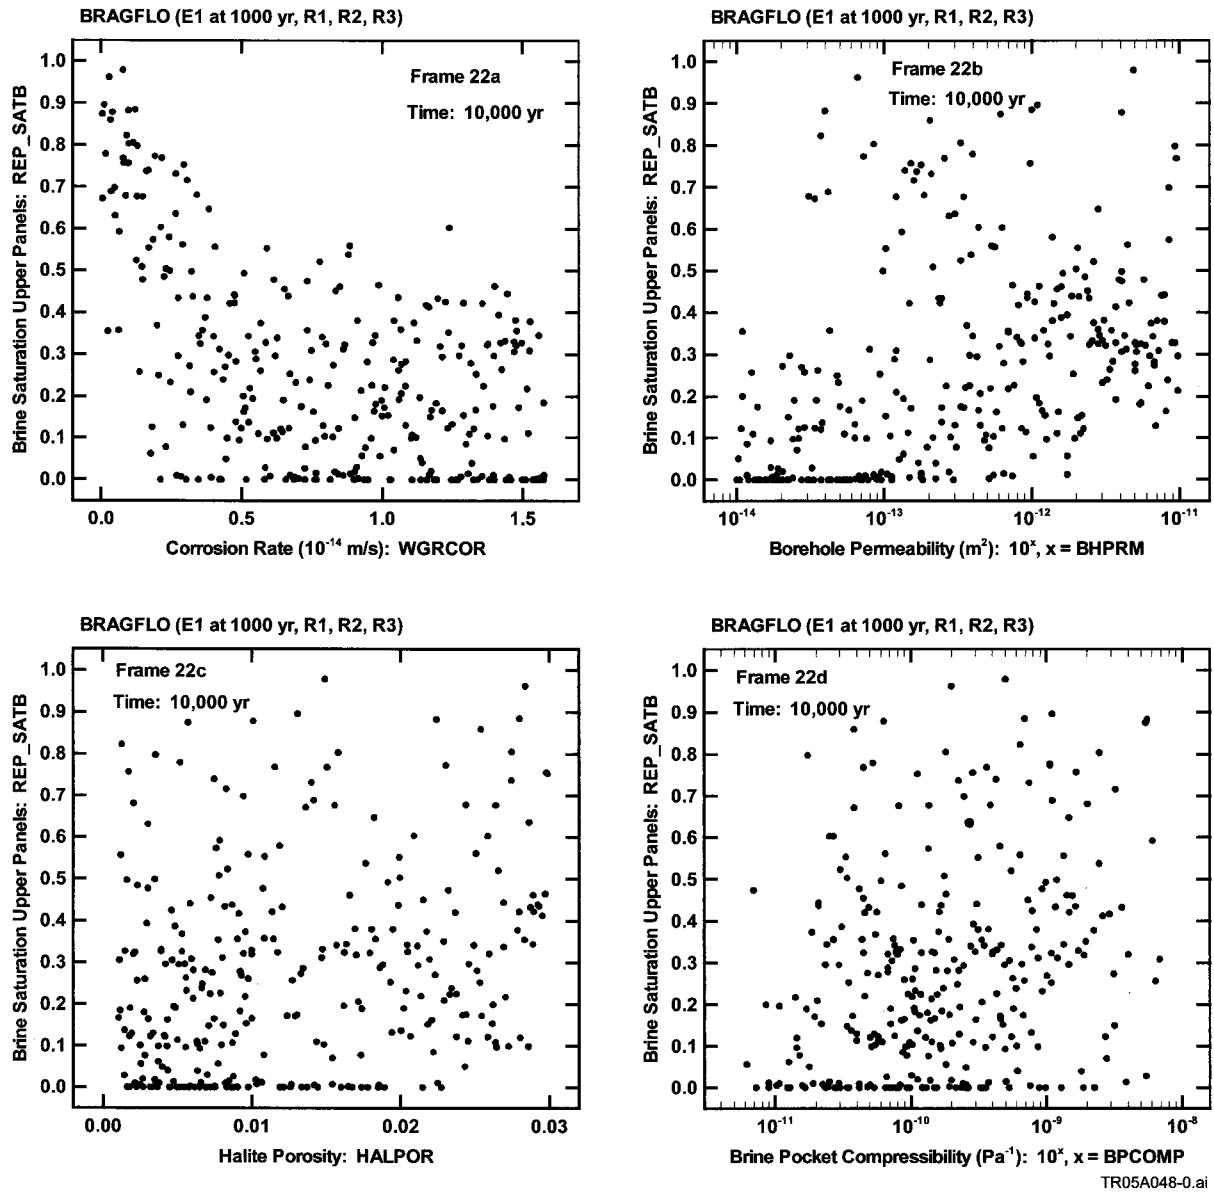 BRAGFLO (E1 at 1000 yr, R1, R2, R3)
Brine Saturation Upper Panels: REP_SATB
1.0
0.9
0.8
0.7
0.6
0.5
0.4
0.3
0.2
0.1
0.0
Frame 22a
Time: 10,000 yr
0.0 0.5 1.0 1.5
Corrosion Rate (10⁻¹⁴ m/s): WGRCOR
BRAGFLO (E1 at 1000 yr, R1, R2, R3)
Brine Saturation Upper Panels: REP_SATB
1.0
0.9
0.8
0.7
0.6
0.5
0.4
0.3
0.2
0.1
0.0
Frame 22b
Time: 10,000 yr
10⁻¹⁴ 10⁻¹³ 10⁻¹² 10⁻¹¹
Borehole Permeability (m²): 10ˣ, x = BHPRM
BRAGFLO (E1 at 1000 yr, R1, R2, R3)
Brine Saturation Upper Panels: REP_SATB
1.0
0.9
0.8
0.7
0.6
0.5
0.4
0.3
0.2
0.1
0.0
Frame 22c
Time: 10,000 yr
0.00 0.01 0.02 0.03
Halite Porosity: HALPOR
BRAGFLO (E1 at 1000 yr, R1, R2, R3)
Brine Saturation Upper Panels: REP_SATB
1.0
0.9
0.8
0.7
0.6
0.5
0.4
0.3
0.2
0.1
0.0
Frame 22d
Time: 10,000 yr
10⁻¹¹ 10⁻¹⁰ 10⁻⁹ 10⁻⁸
Brine Pocket Compressibility (Pa⁻¹): 10ˣ, x = BPCOMP
TR05A048-0.ai